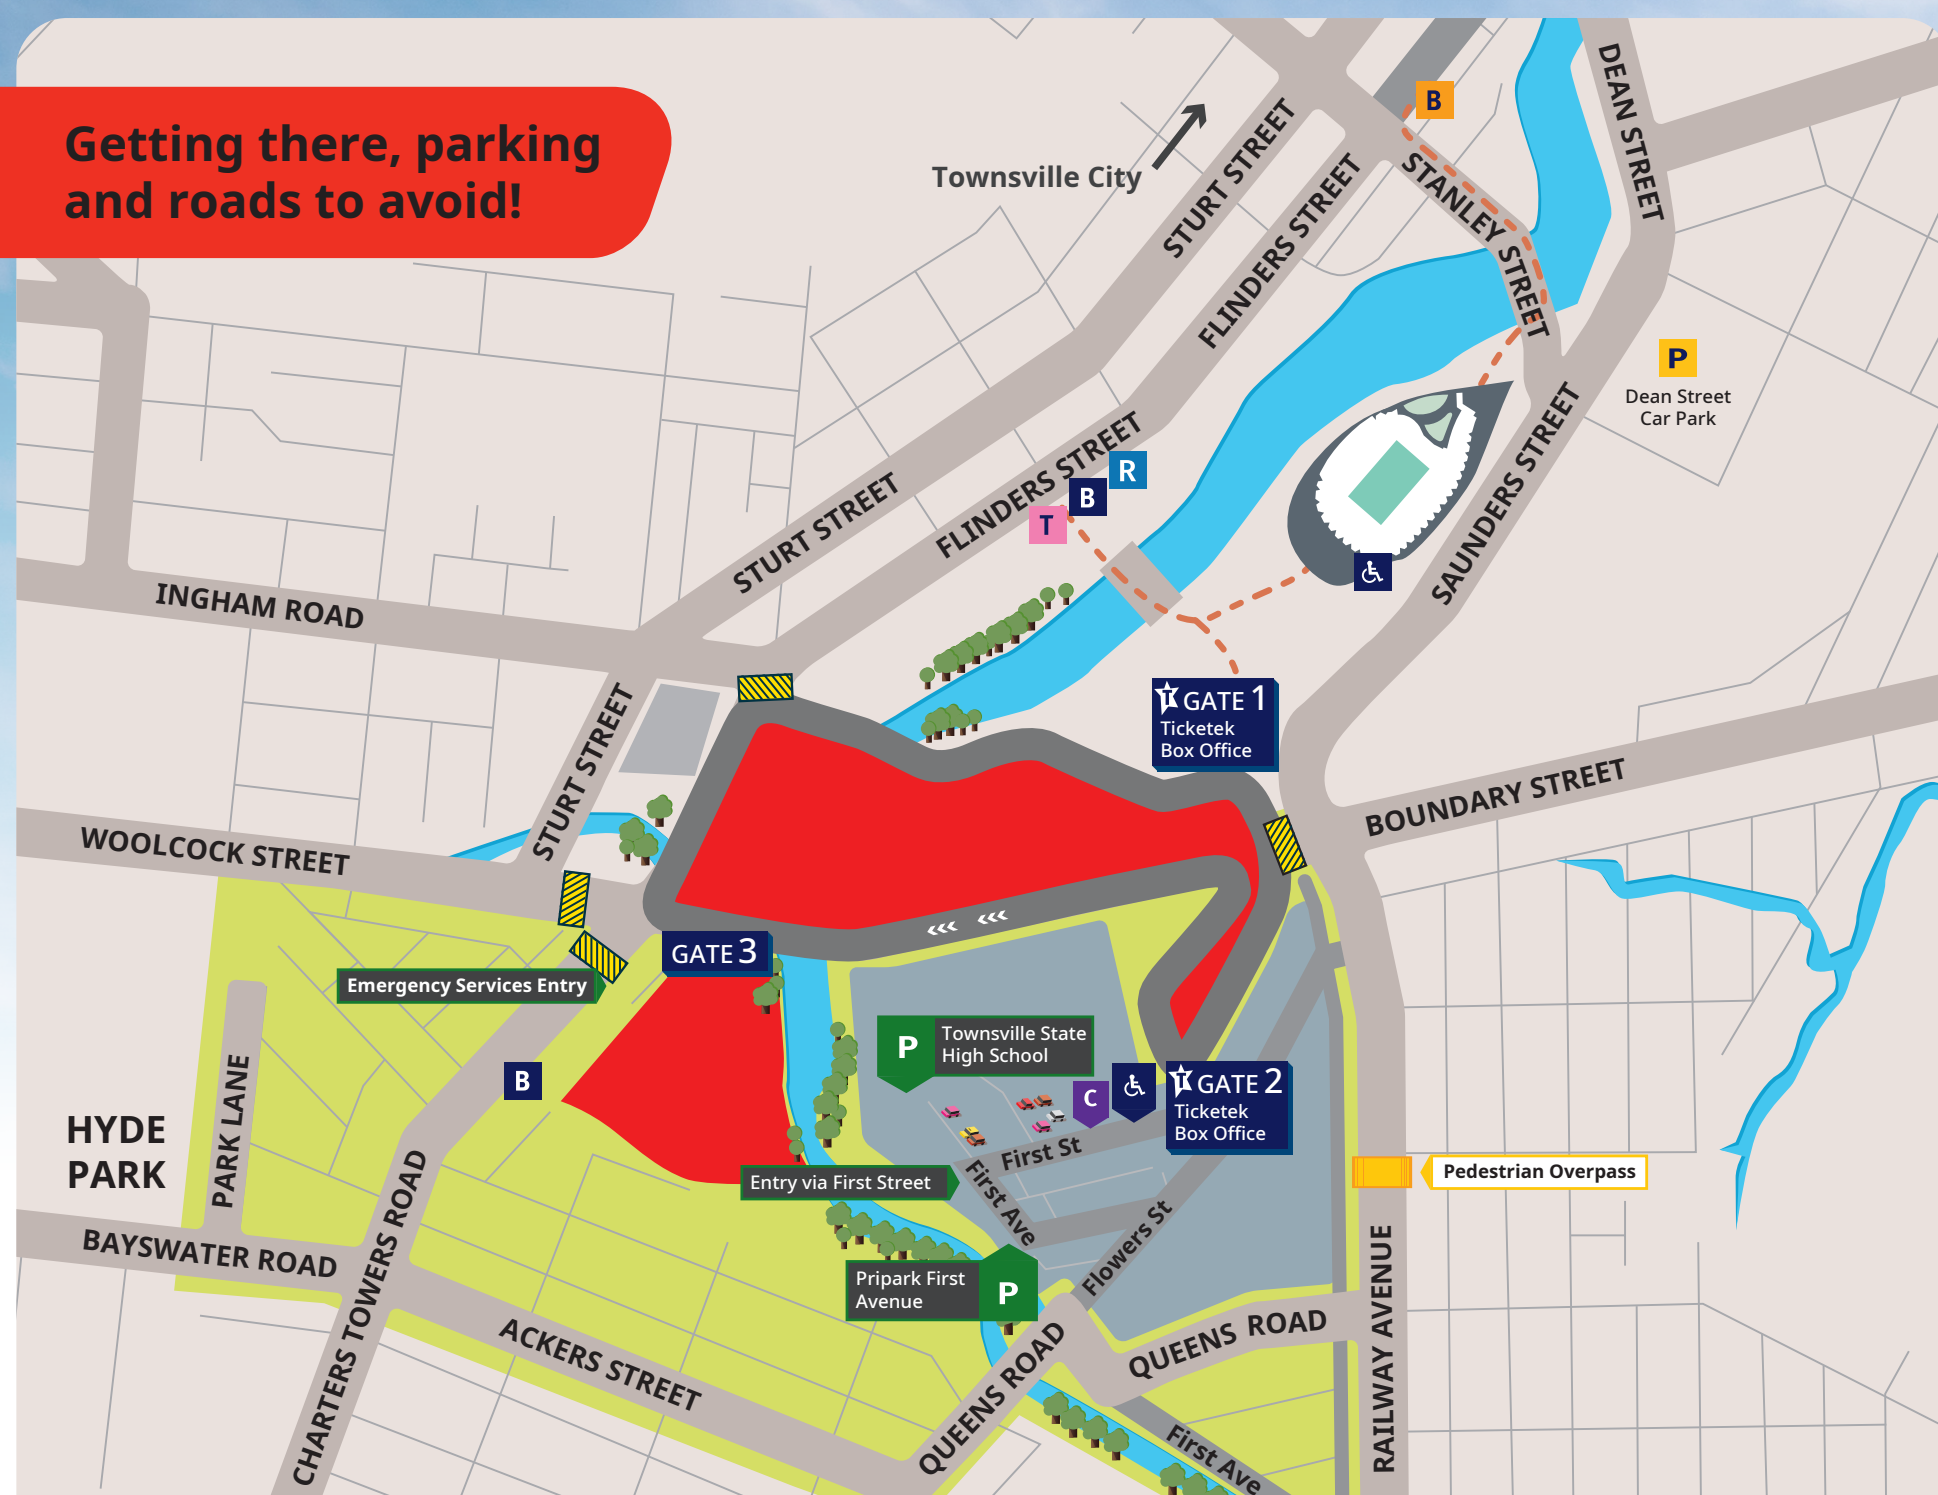 Getting there, parking
and roads to avoid!
Townsville City
B
DEAN STREET
STURT STREET
FLINDERS STREET
STANLEY STREET
P
Dean Street
Car Park
FLINDERS STREET
R
B
T
STURT STREET
SAUNDERS STREET
INGHAM ROAD
STURT STREET
GATE 1
Ticketek
Box Office
BOUNDARY STREET
WOOLCOCK STREET
GATE 3
Emergency Services Entry
P
Townsville State
High School
B
PARK LANE
HYDE
PARK
C
GATE 2
Ticketek
Box Office
First St
Entry via First Street
First Ave
Pedestrian Overpass
BAYSWATER ROAD
CHARTERS TOWERS ROAD
Flowers St
Pripark First
Avenue
P
ACKERS STREET
QUEENS ROAD
QUEENS ROAD
RAILWAY AVENUE
First Ave